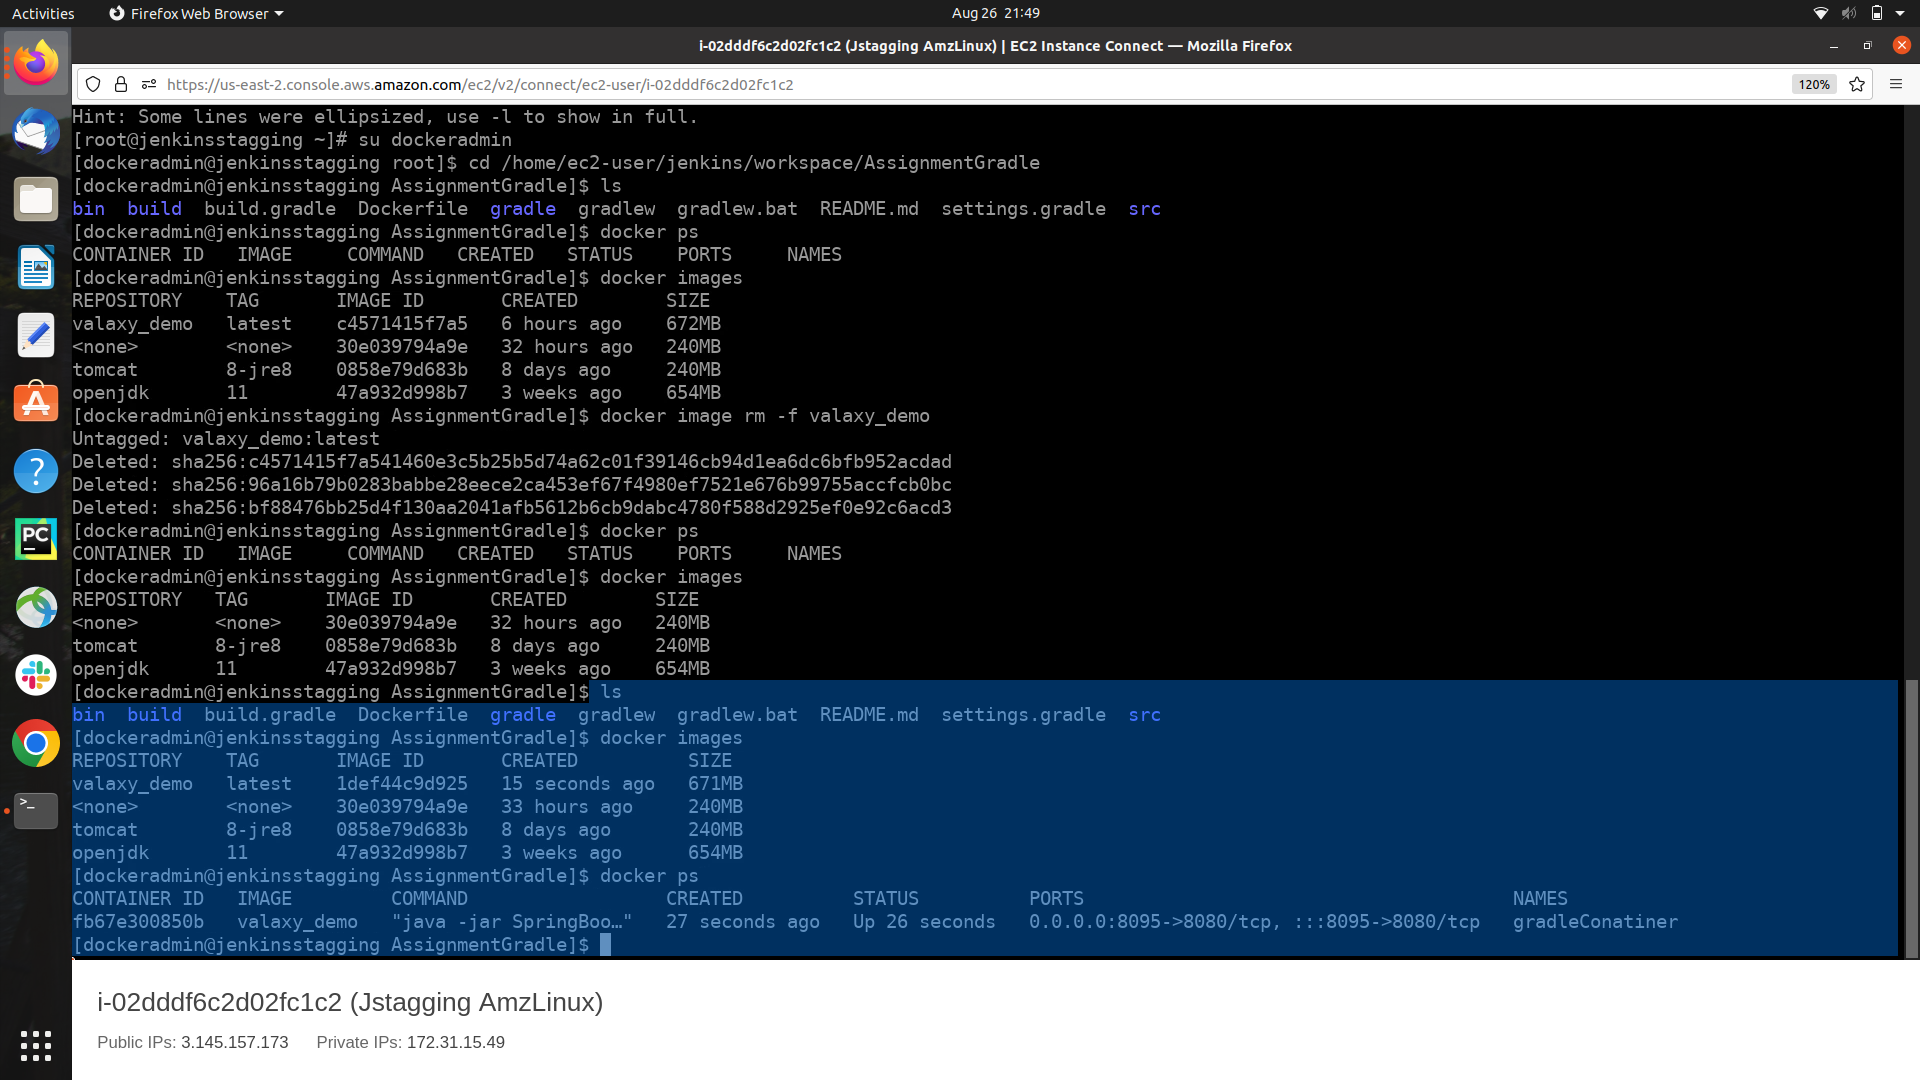 Activities Firefox Web Browser Aug 26 21:49
i-02dddf6c2d02fc1c2 (Jstagging AmzLinux) | EC2 Instance Connect — Mozilla Firefox
https://us-east-2.console.aws.amazon.com/ec2/v2/connect/ec2-user/i-02dddf6c2d02fc1c2 120%
Hint: Some lines were ellipsized, use -l to show in full.
[root@jenkinsstagging ~]# su dockeradmin
[dockeradmin@jenkinsstagging root]$ cd /home/ec2-user/jenkins/workspace/AssignmentGradle
[dockeradmin@jenkinsstagging AssignmentGradle]$ ls
bin build build.gradle Dockerfile gradle gradlew gradlew.bat README.md settings.gradle src
[dockeradmin@jenkinsstagging AssignmentGradle]$ docker ps
CONTAINER ID IMAGE COMMAND CREATED STATUS PORTS NAMES
[dockeradmin@jenkinsstagging AssignmentGradle]$ docker images
REPOSITORY TAG IMAGE ID CREATED SIZE
valaxy_demo latest c4571415f7a5 6 hours ago 672MB
<none> <none> 30e039794a9e 32 hours ago 240MB
tomcat 8-jre8 0858e79d683b 8 days ago 240MB
openjdk 11 47a932d998b7 3 weeks ago 654MB
[dockeradmin@jenkinsstagging AssignmentGradle]$ docker image rm -f valaxy_demo
Untagged: valaxy_demo:latest
Deleted: sha256:c4571415f7a541460e3c5b25b5d74a62c01f39146cb94d1ea6dc6bfb952acdad
Deleted: sha256:96a16b79b0283babbe28eece2ca453ef67f4980ef7521e676b99755accfcb0bc
Deleted: sha256:bf88476bb25d4f130aa2041afb5612b6cb9dabc4780f588d2925ef0e92c6acd3
[dockeradmin@jenkinsstagging AssignmentGradle]$ docker ps
CONTAINER ID IMAGE COMMAND CREATED STATUS PORTS NAMES
[dockeradmin@jenkinsstagging AssignmentGradle]$ docker images
REPOSITORY TAG IMAGE ID CREATED SIZE
<none> <none> 30e039794a9e 32 hours ago 240MB
tomcat 8-jre8 0858e79d683b 8 days ago 240MB
openjdk 11 47a932d998b7 3 weeks ago 654MB
[dockeradmin@jenkinsstagging AssignmentGradle]$ ls
bin build build.gradle Dockerfile gradle gradlew gradlew.bat README.md settings.gradle src
[dockeradmin@jenkinsstagging AssignmentGradle]$ docker images
REPOSITORY TAG IMAGE ID CREATED SIZE
valaxy_demo latest 1def44c9d925 15 seconds ago 671MB
<none> <none> 30e039794a9e 33 hours ago 240MB
tomcat 8-jre8 0858e79d683b 8 days ago 240MB
openjdk 11 47a932d998b7 3 weeks ago 654MB
[dockeradmin@jenkinsstagging AssignmentGradle]$ docker ps
CONTAINER ID IMAGE COMMAND CREATED STATUS PORTS NAMES
fb67e300850b valaxy_demo "java -jar SpringBoo…" 27 seconds ago Up 26 seconds 0.0.0.0:8095->8080/tcp, :::8095->8080/tcp gradleConatiner
[dockeradmin@jenkinsstagging AssignmentGradle]$
i-02dddf6c2d02fc1c2 (Jstagging AmzLinux)
Public IPs: 3.145.157.173 Private IPs: 172.31.15.49